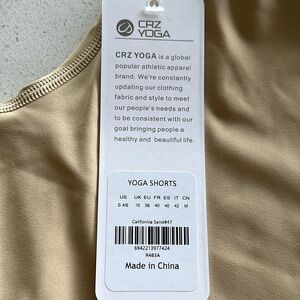 CRZ
YOGA
CRZ YOGA is a global
popular athletic apparel
brand. We're constantly
updating our clothing
fabric and style to meet
our people's needs and
to be consistent with our
goal bringing people a
healthy and beautiful life.
YOGA SHORTS
US UK EU FR ES IT CN
S 4/6 10 38 40 40 42 M
California Sand#47
6942213977424
R483A
Made in China